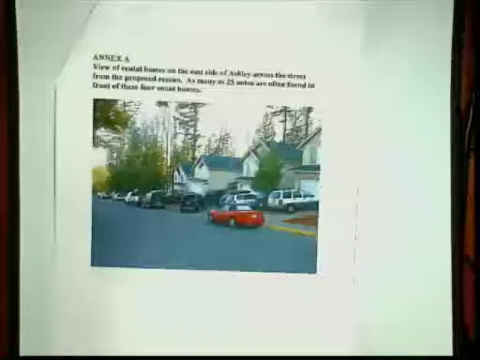 ANNEX A
View of rental homes on the east side of Ashley across the street
from the proposed rezone. As many as 25 autos are often found in
front of these four rental homes.